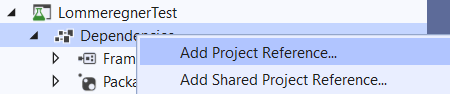 LommeregnerTest
Dependencies
Add Project Reference...
Fram
Add Shared Project Reference...
Packa